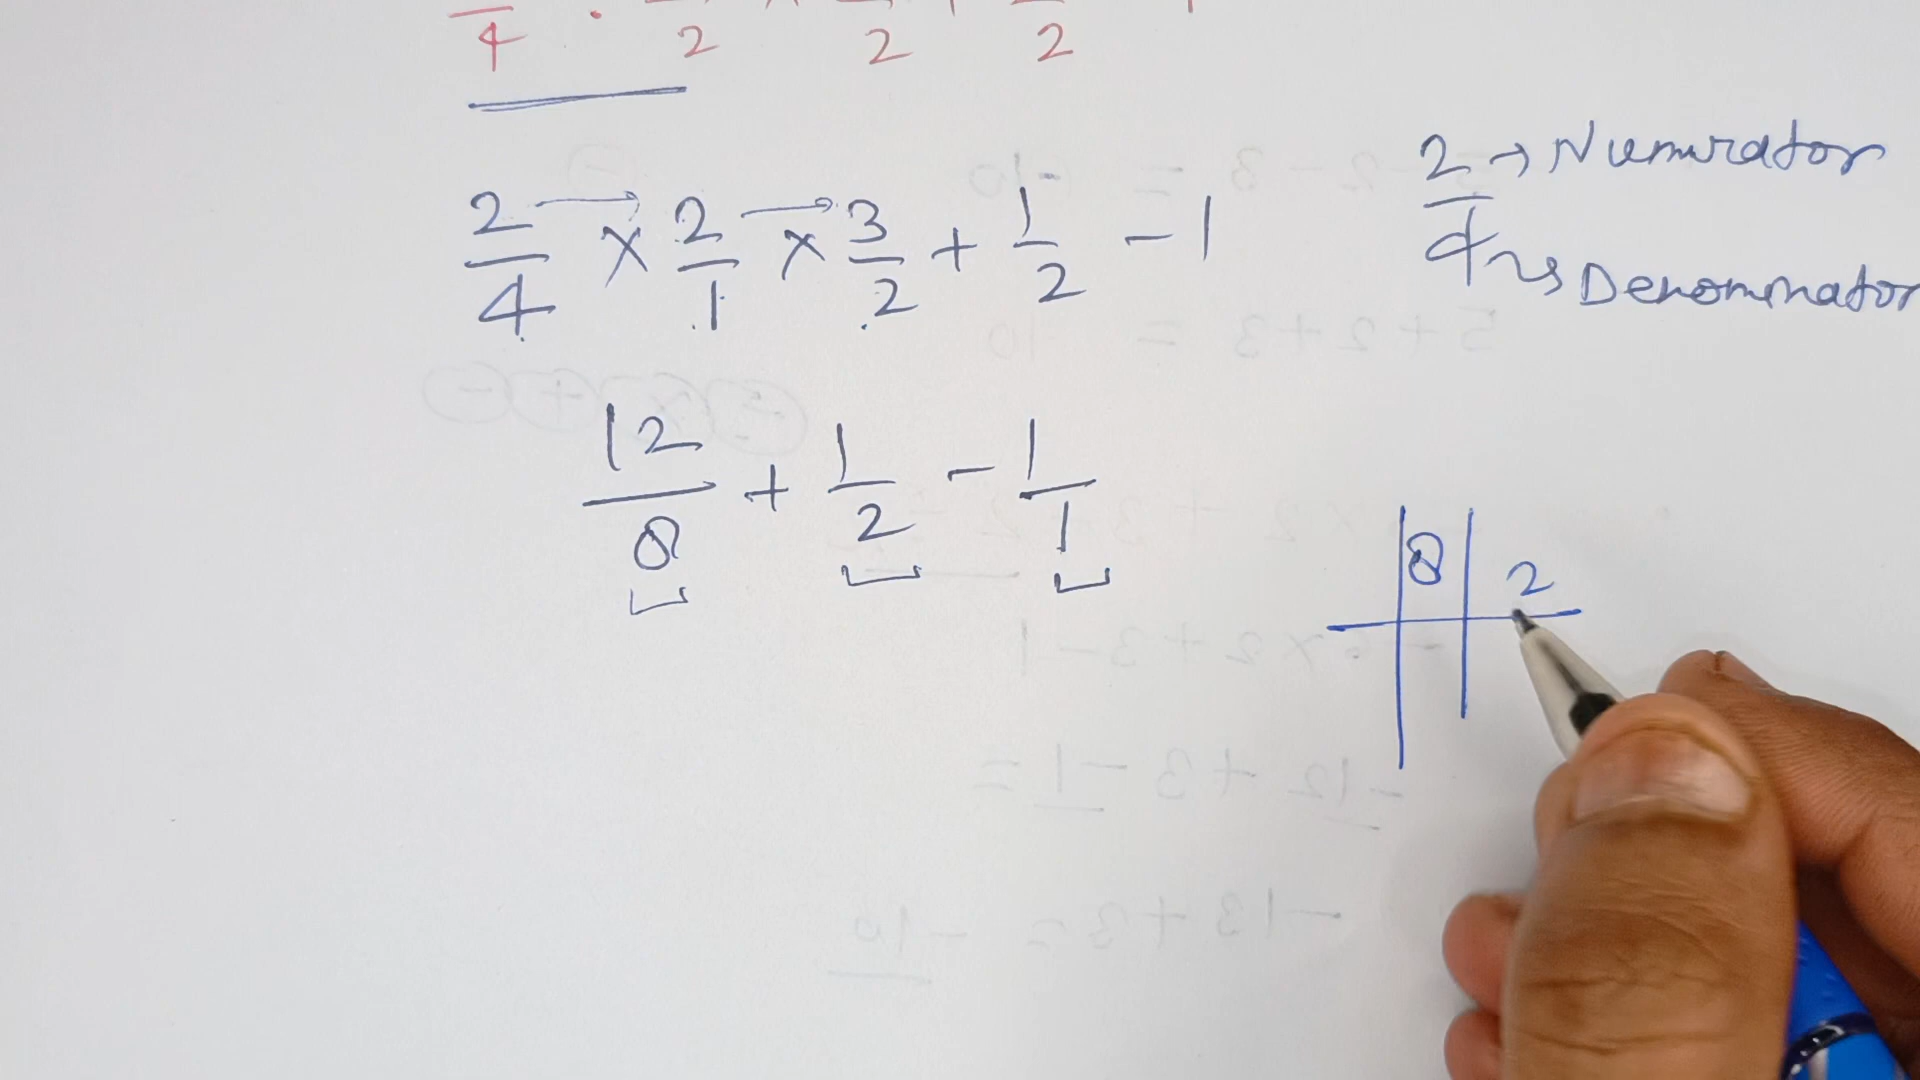 4 2 2 2
2/4 × 2/1 × 3/2 + 1/2 - 1
2 → Numirator
4 → Denominator
12/8 + 1/2 - 1/1
8 2